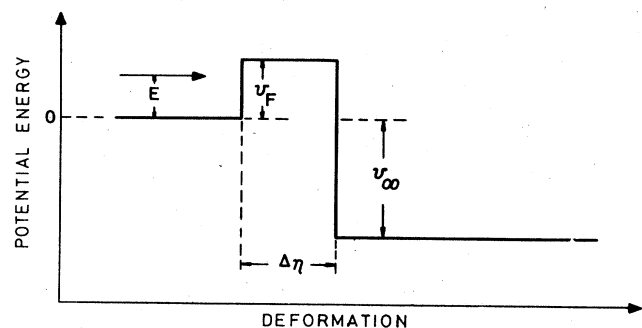 POTENTIAL ENERGY
E
0
v_F
v_∞
Δη
DEFORMATION